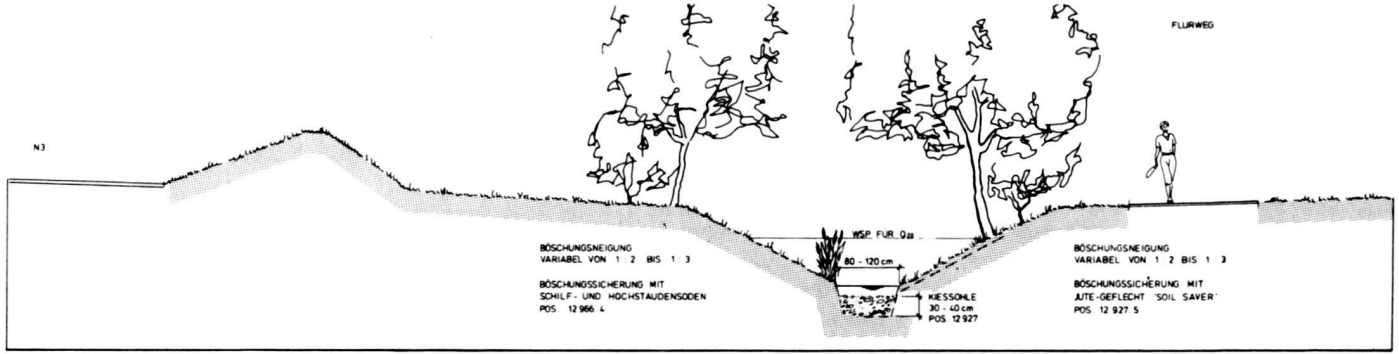 FLURWEG
N3
WSP. FÜR Q20
80 - 120 cm
BÖSCHUNGSNEIGUNG
VARIABEL VON 1 : 2 BIS 1 : 3
BÖSCHUNGSSICHERUNG MIT
SCHILF- UND HOCHSTAUDENSODEN
POS. 12 966. 4
KIESSOHLE
30 - 40 cm
POS. 12 927
BÖSCHUNGSNEIGUNG
VARIABEL VON 1 : 2 BIS 1 : 3
BÖSCHUNGSSICHERUNG MIT
JUTE-GEFLECHT "SOIL SAVER"
POS. 12 927. 5